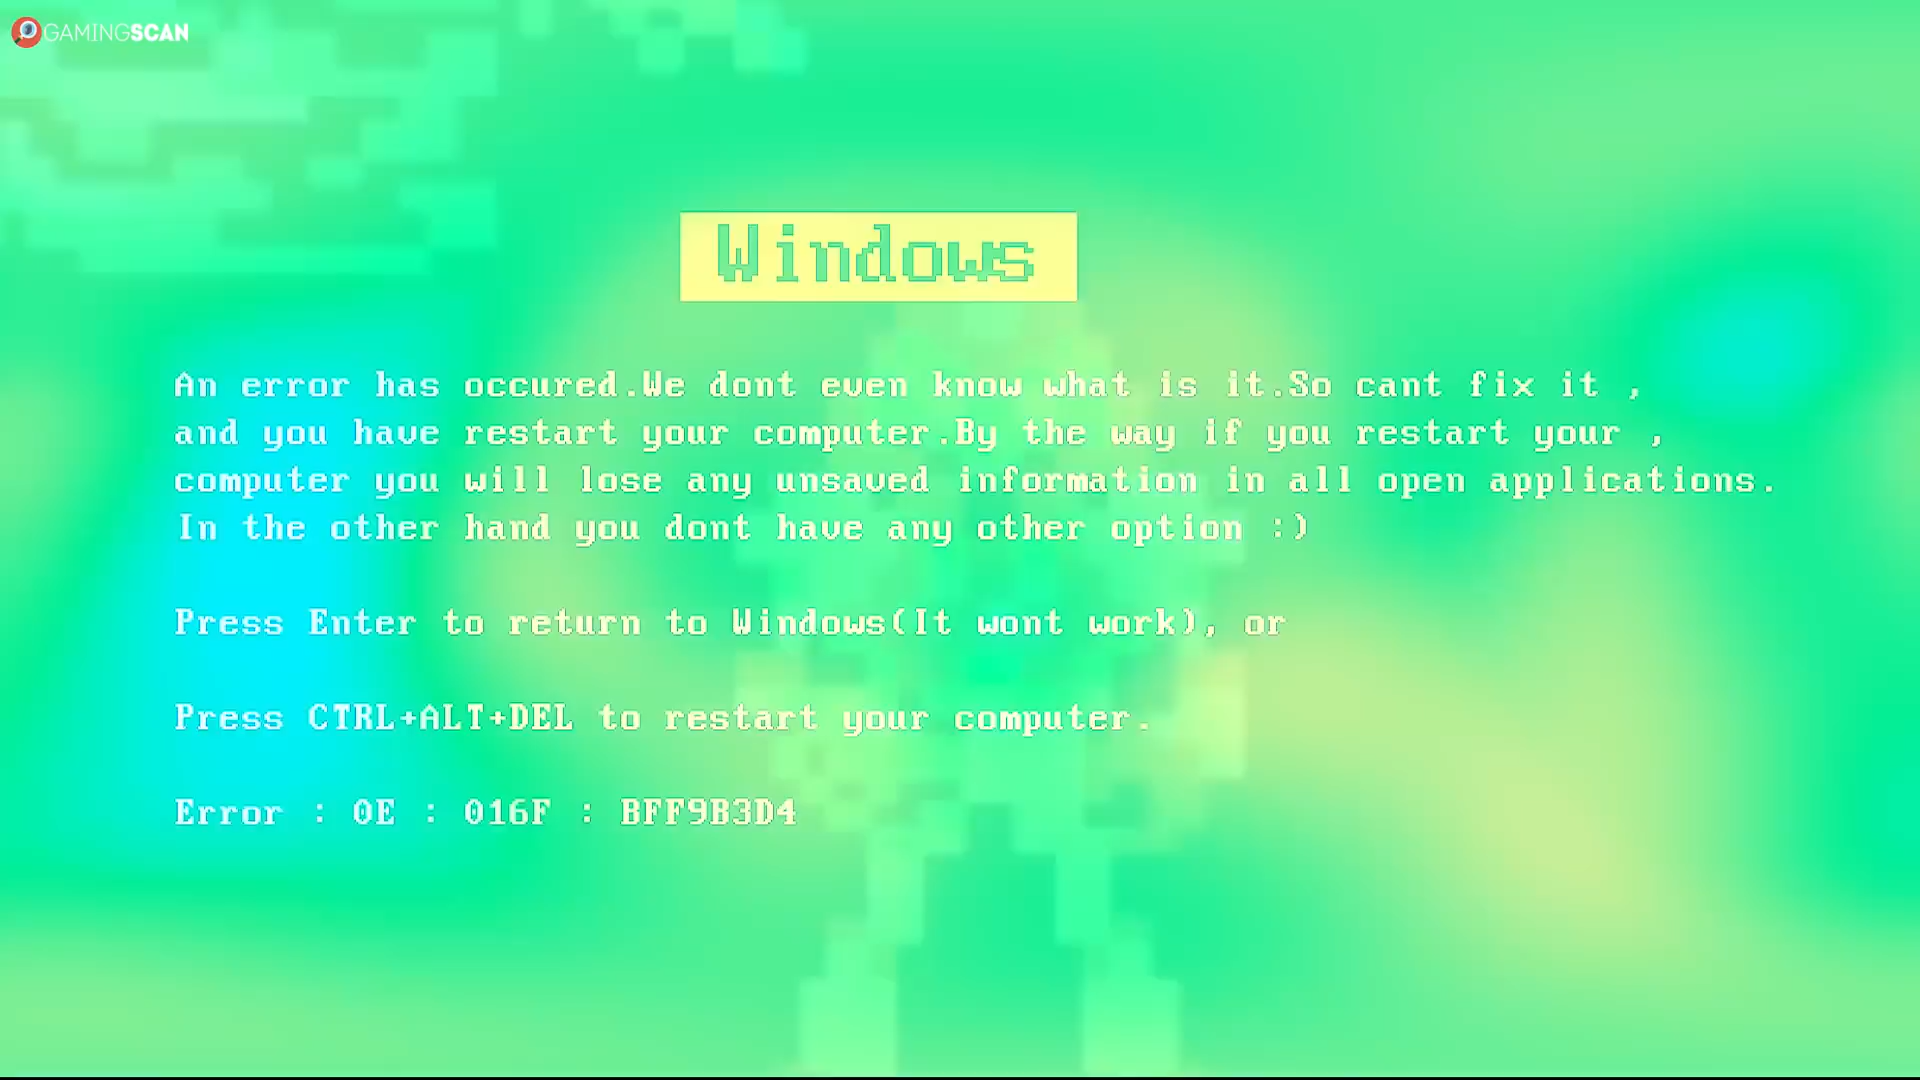 GAMINGSCAN
Windows
An error has occured.We dont even know what is it.So cant fix it ,
and you have restart your computer.By the way if you restart your ,
computer you will lose any unsaved information in all open applications.
In the other hand you dont have any other option :)
Press Enter to return to Windows(It wont work), or
Press CTRL+ALT+DEL to restart your computer.
Error : 0E : 016F : BFF9B3D4